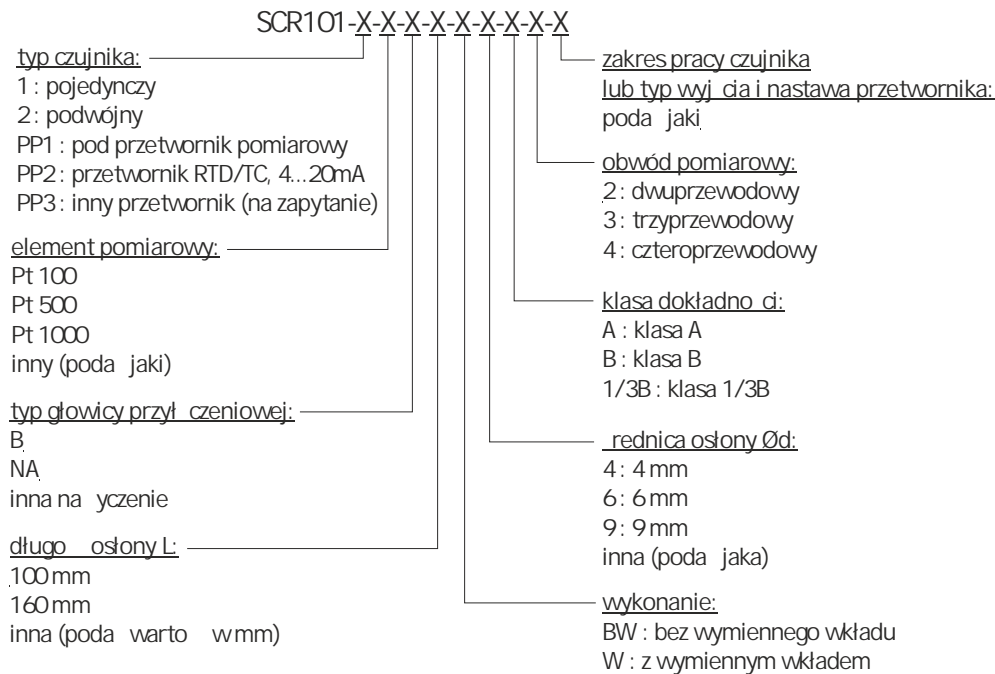 SCR101-X-X-X-X-X-X-X-X-X
typ czujnika:
1 : pojedynczy
2 : podwójny
PP1 : pod przetwornik pomiarowy
PP2 : przetwornik RTD/TC, 4...20mA
PP3 : inny przetwornik (na zapytanie)
element pomiarowy:
Pt 100
Pt 500
Pt 1000
inny (poda jaki)
typ głowicy przył czeniowej:
B
NA
inna na yczenie
długo osłony L:
100 mm
160 mm
inna (poda warto w mm)
zakres pracy czujnika
lub typ wyj cia i nastawa przetwornika:
poda jaki
obwód pomiarowy:
2 : dwuprzewodowy
3 : trzyprzewodowy
4 : czteroprzewodowy
klasa dokładno ci:
A : klasa A
B : klasa B
1/3B : klasa 1/3B
rednica osłony Ød:
4 : 4 mm
6 : 6 mm
9 : 9 mm
inna (poda jaka)
wykonanie:
BW : bez wymiennego wkładu
W : z wymiennym wkładem